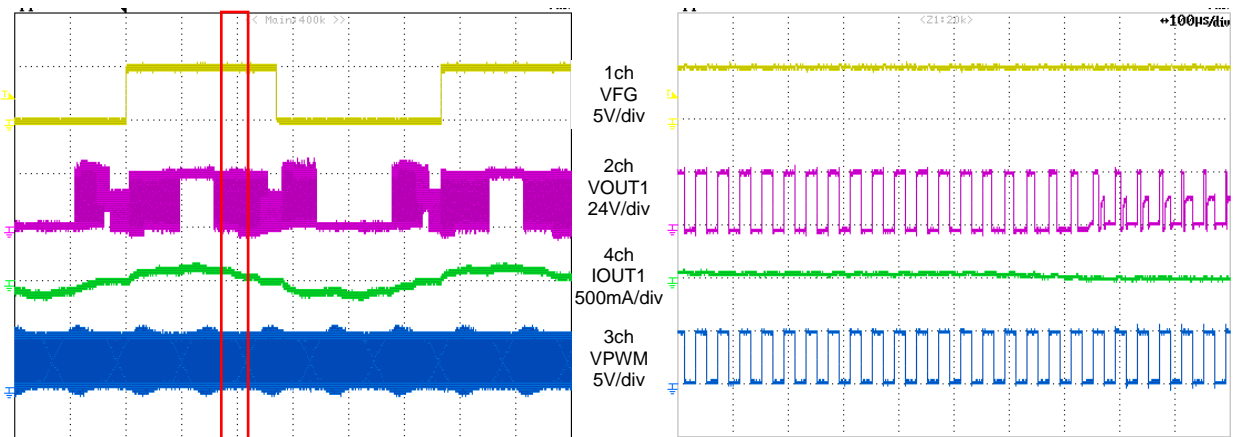 < Main:400k >>
<Z1:20k>
↔100µs/div
1ch
VFG
5V/div
2ch
VOUT1
24V/div
4ch
IOUT1
500mA/div
3ch
VPWM
5V/div